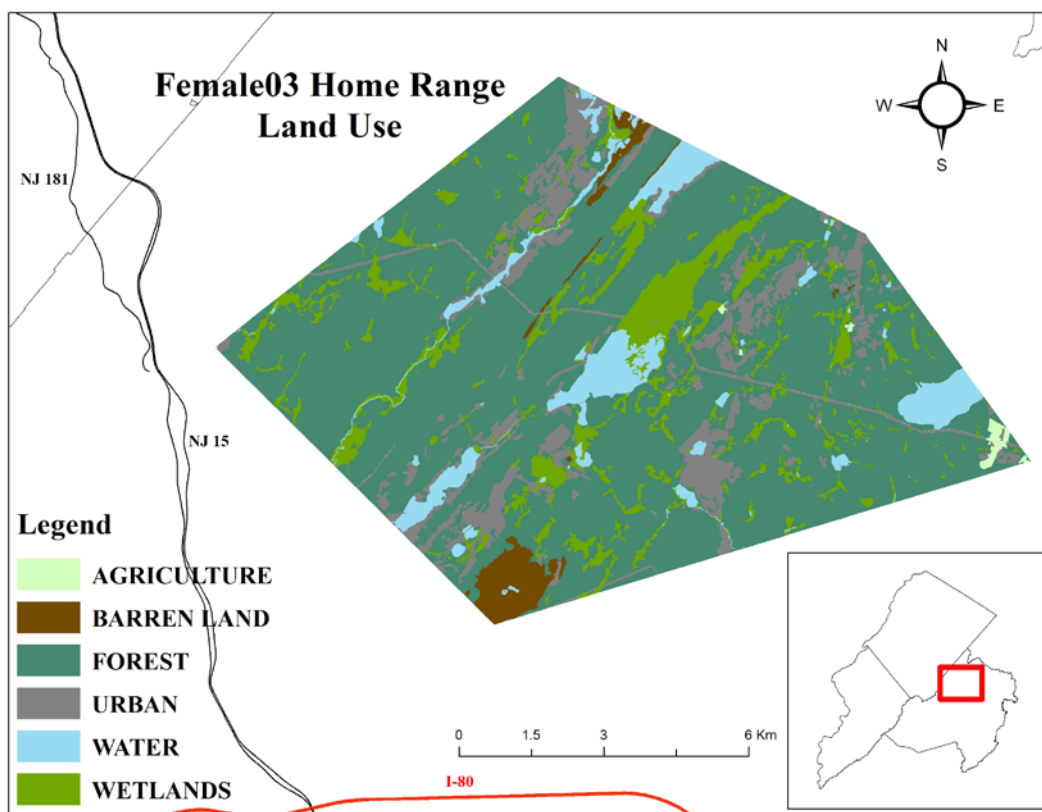 Female03 Home Range
Land Use
N
W
E
S
NJ 181
NJ 15
Legend
AGRICULTURE
BARREN LAND
FOREST
URBAN
WATER
WETLANDS
0 1.5 3 6 Km
I-80